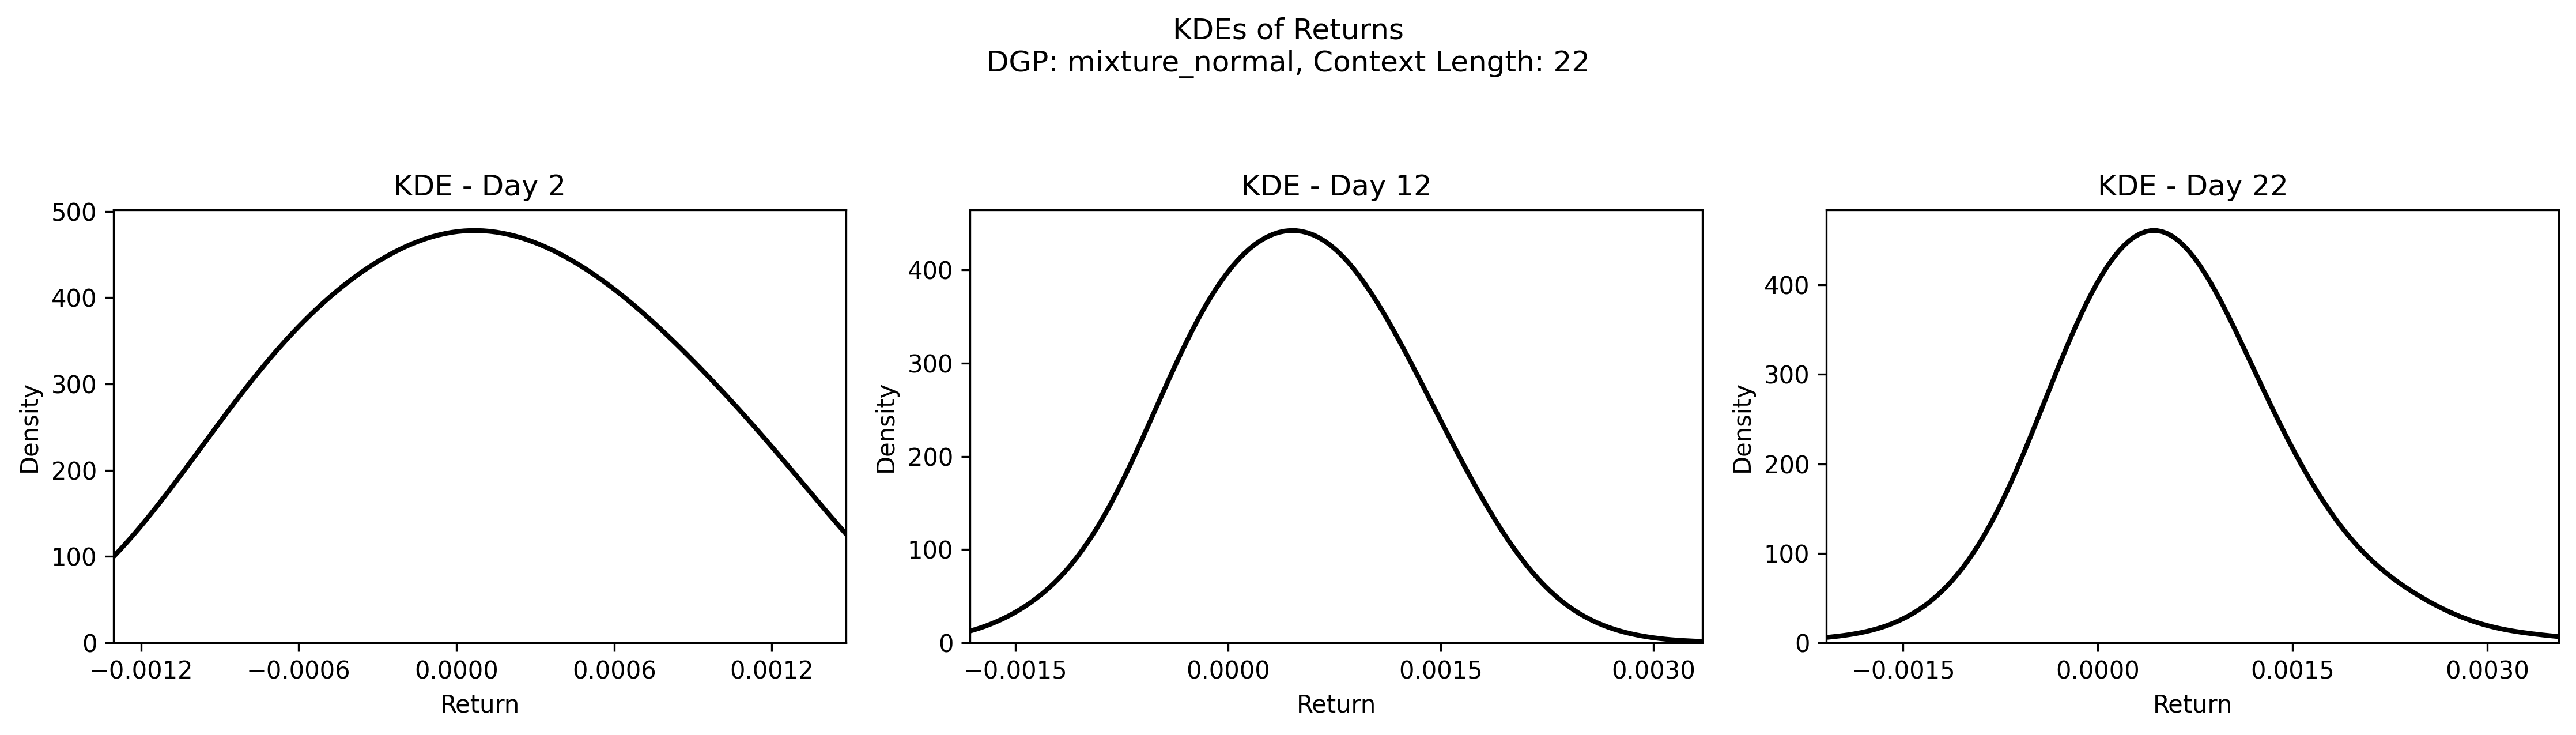 KDEs of Returns
DGP: mixture_normal, Context Length: 22
KDE - Day 2
500
400
300
200
100
0
Density
−0.0012 −0.0006 0.0000 0.0006 0.0012
Return
KDE - Day 12
400
300
200
100
0
Density
−0.0015 0.0000 0.0015 0.0030
Return
KDE - Day 22
400
300
200
100
0
Density
−0.0015 0.0000 0.0015 0.0030
Return